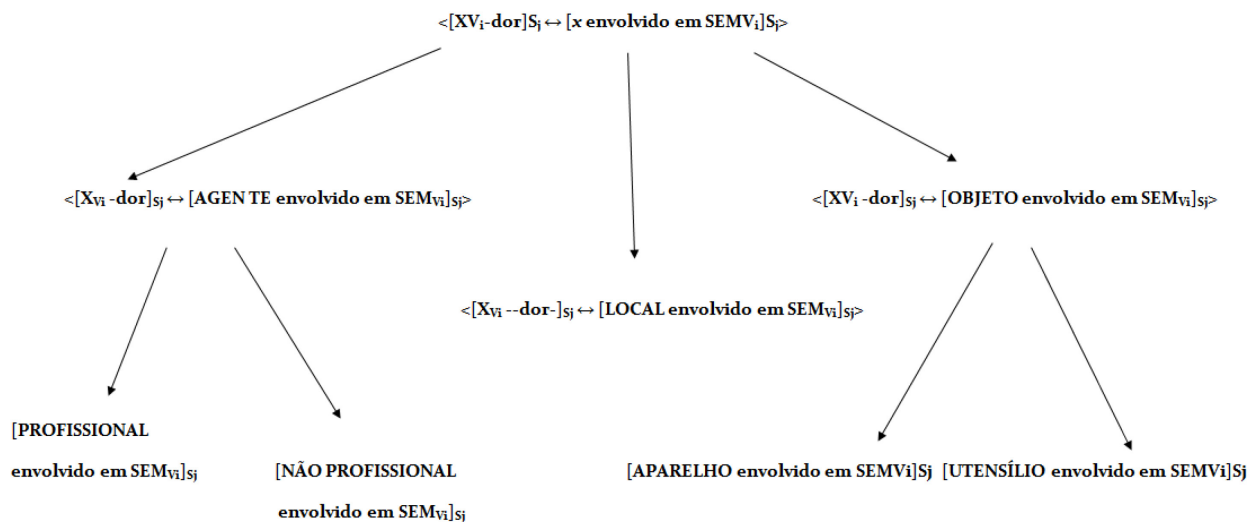 <[XVi-dor]Sj ↔ [x envolvido em SEMVi]Sj>
<[XVi -dor]Sj ↔ [AGEN TE envolvido em SEMVi]Sj>
<[XVi -dor]Sj ↔ [OBJETO envolvido em SEMVi]Sj>
<[XVi --dor-]Sj ↔ [LOCAL envolvido em SEMVi]Sj>
[PROFISSIONAL
envolvido em SEMVi]Sj
[NÃO PROFISSIONAL
envolvido em SEMVi]Sj
[APARELHO envolvido em SEMVi]Sj
[UTENSÍLIO envolvido em SEMVi]Sj